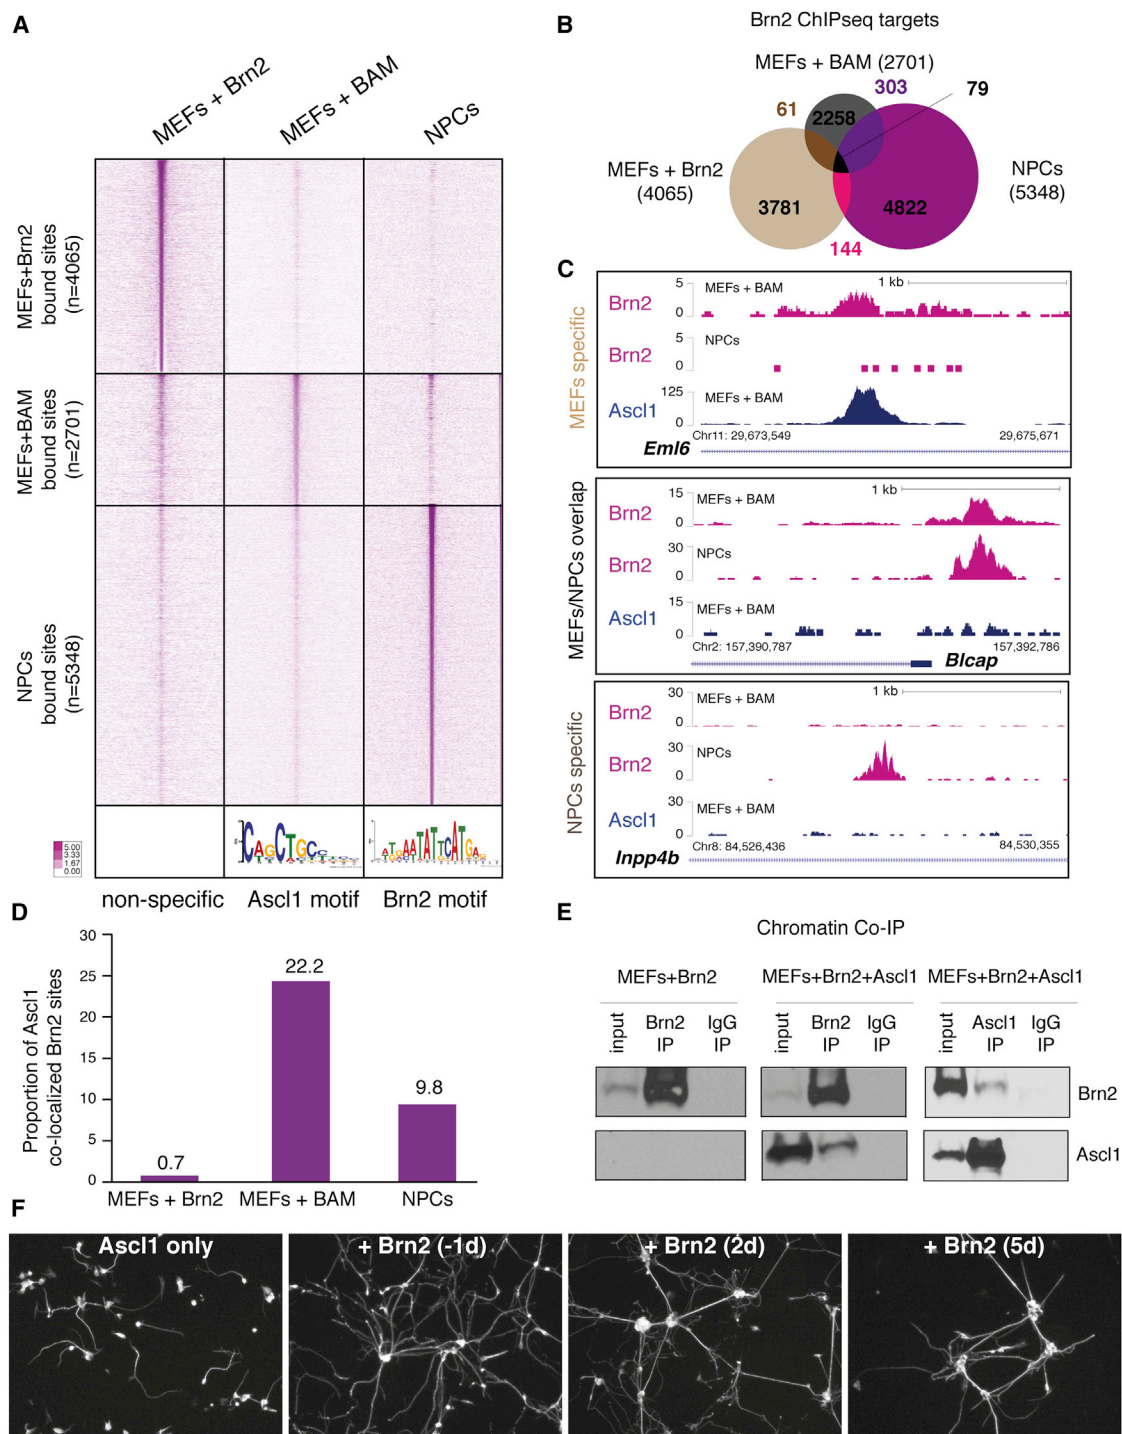 A
MEFs + Brn2
MEFs + BAM
NPCs
MEFs+Brn2
bound sites
(n=4065)
MEFs+BAM
bound sites
(n=2701)
NPCs
bound sites
(n=5348)
5.00
3.33
1.67
0.00
non-specific
Ascl1 motif
Brn2 motif
B
Brn2 ChIPseq targets
MEFs + BAM (2701)
303
79
61
2258
MEFs + Brn2
(4065)
NPCs
(5348)
3781
4822
144
C
MEFs specific
Brn2
5
0
MEFs + BAM
1 kb
Brn2
5
0
NPCs
Ascl1
125
0
MEFs + BAM
Chr11: 29,673,549
29,675,671
Eml6
MEFs/NPCs overlap
Brn2
15
0
MEFs + BAM
1 kb
Brn2
30
0
NPCs
Ascl1
15
0
MEFs + BAM
Chr2: 157,390,787
157,392,786
Blcap
NPCs specific
Brn2
30
0
MEFs + BAM
1 kb
Brn2
30
0
NPCs
Ascl1
30
0
MEFs + BAM
Chr8: 84,526,436
84,530,355
Inpp4b
D
Proportion of Ascl1
co-localized Brn2 sites
30
25
20
15
10
5
0
0.7
22.2
9.8
MEFs + Brn2
MEFs + BAM
NPCs
E
Chromatin Co-IP
MEFs+Brn2
MEFs+Brn2+Ascl1
MEFs+Brn2+Ascl1
input
Brn2
IP
IgG
IP
input
Brn2
IP
IgG
IP
input
Ascl1
IP
IgG
IP
Brn2
Ascl1
F
Ascl1 only
+ Brn2 (-1d)
+ Brn2 (2d)
+ Brn2 (5d)